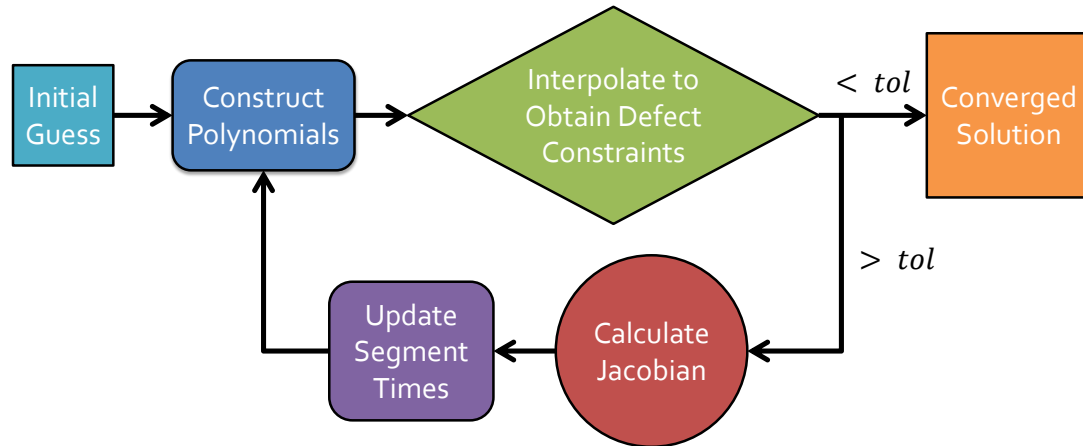 Initial
Guess
Construct
Polynomials
Interpolate to
Obtain Defect
Constraints
< tol
Converged
Solution
> tol
Calculate
Jacobian
Update
Segment
Times